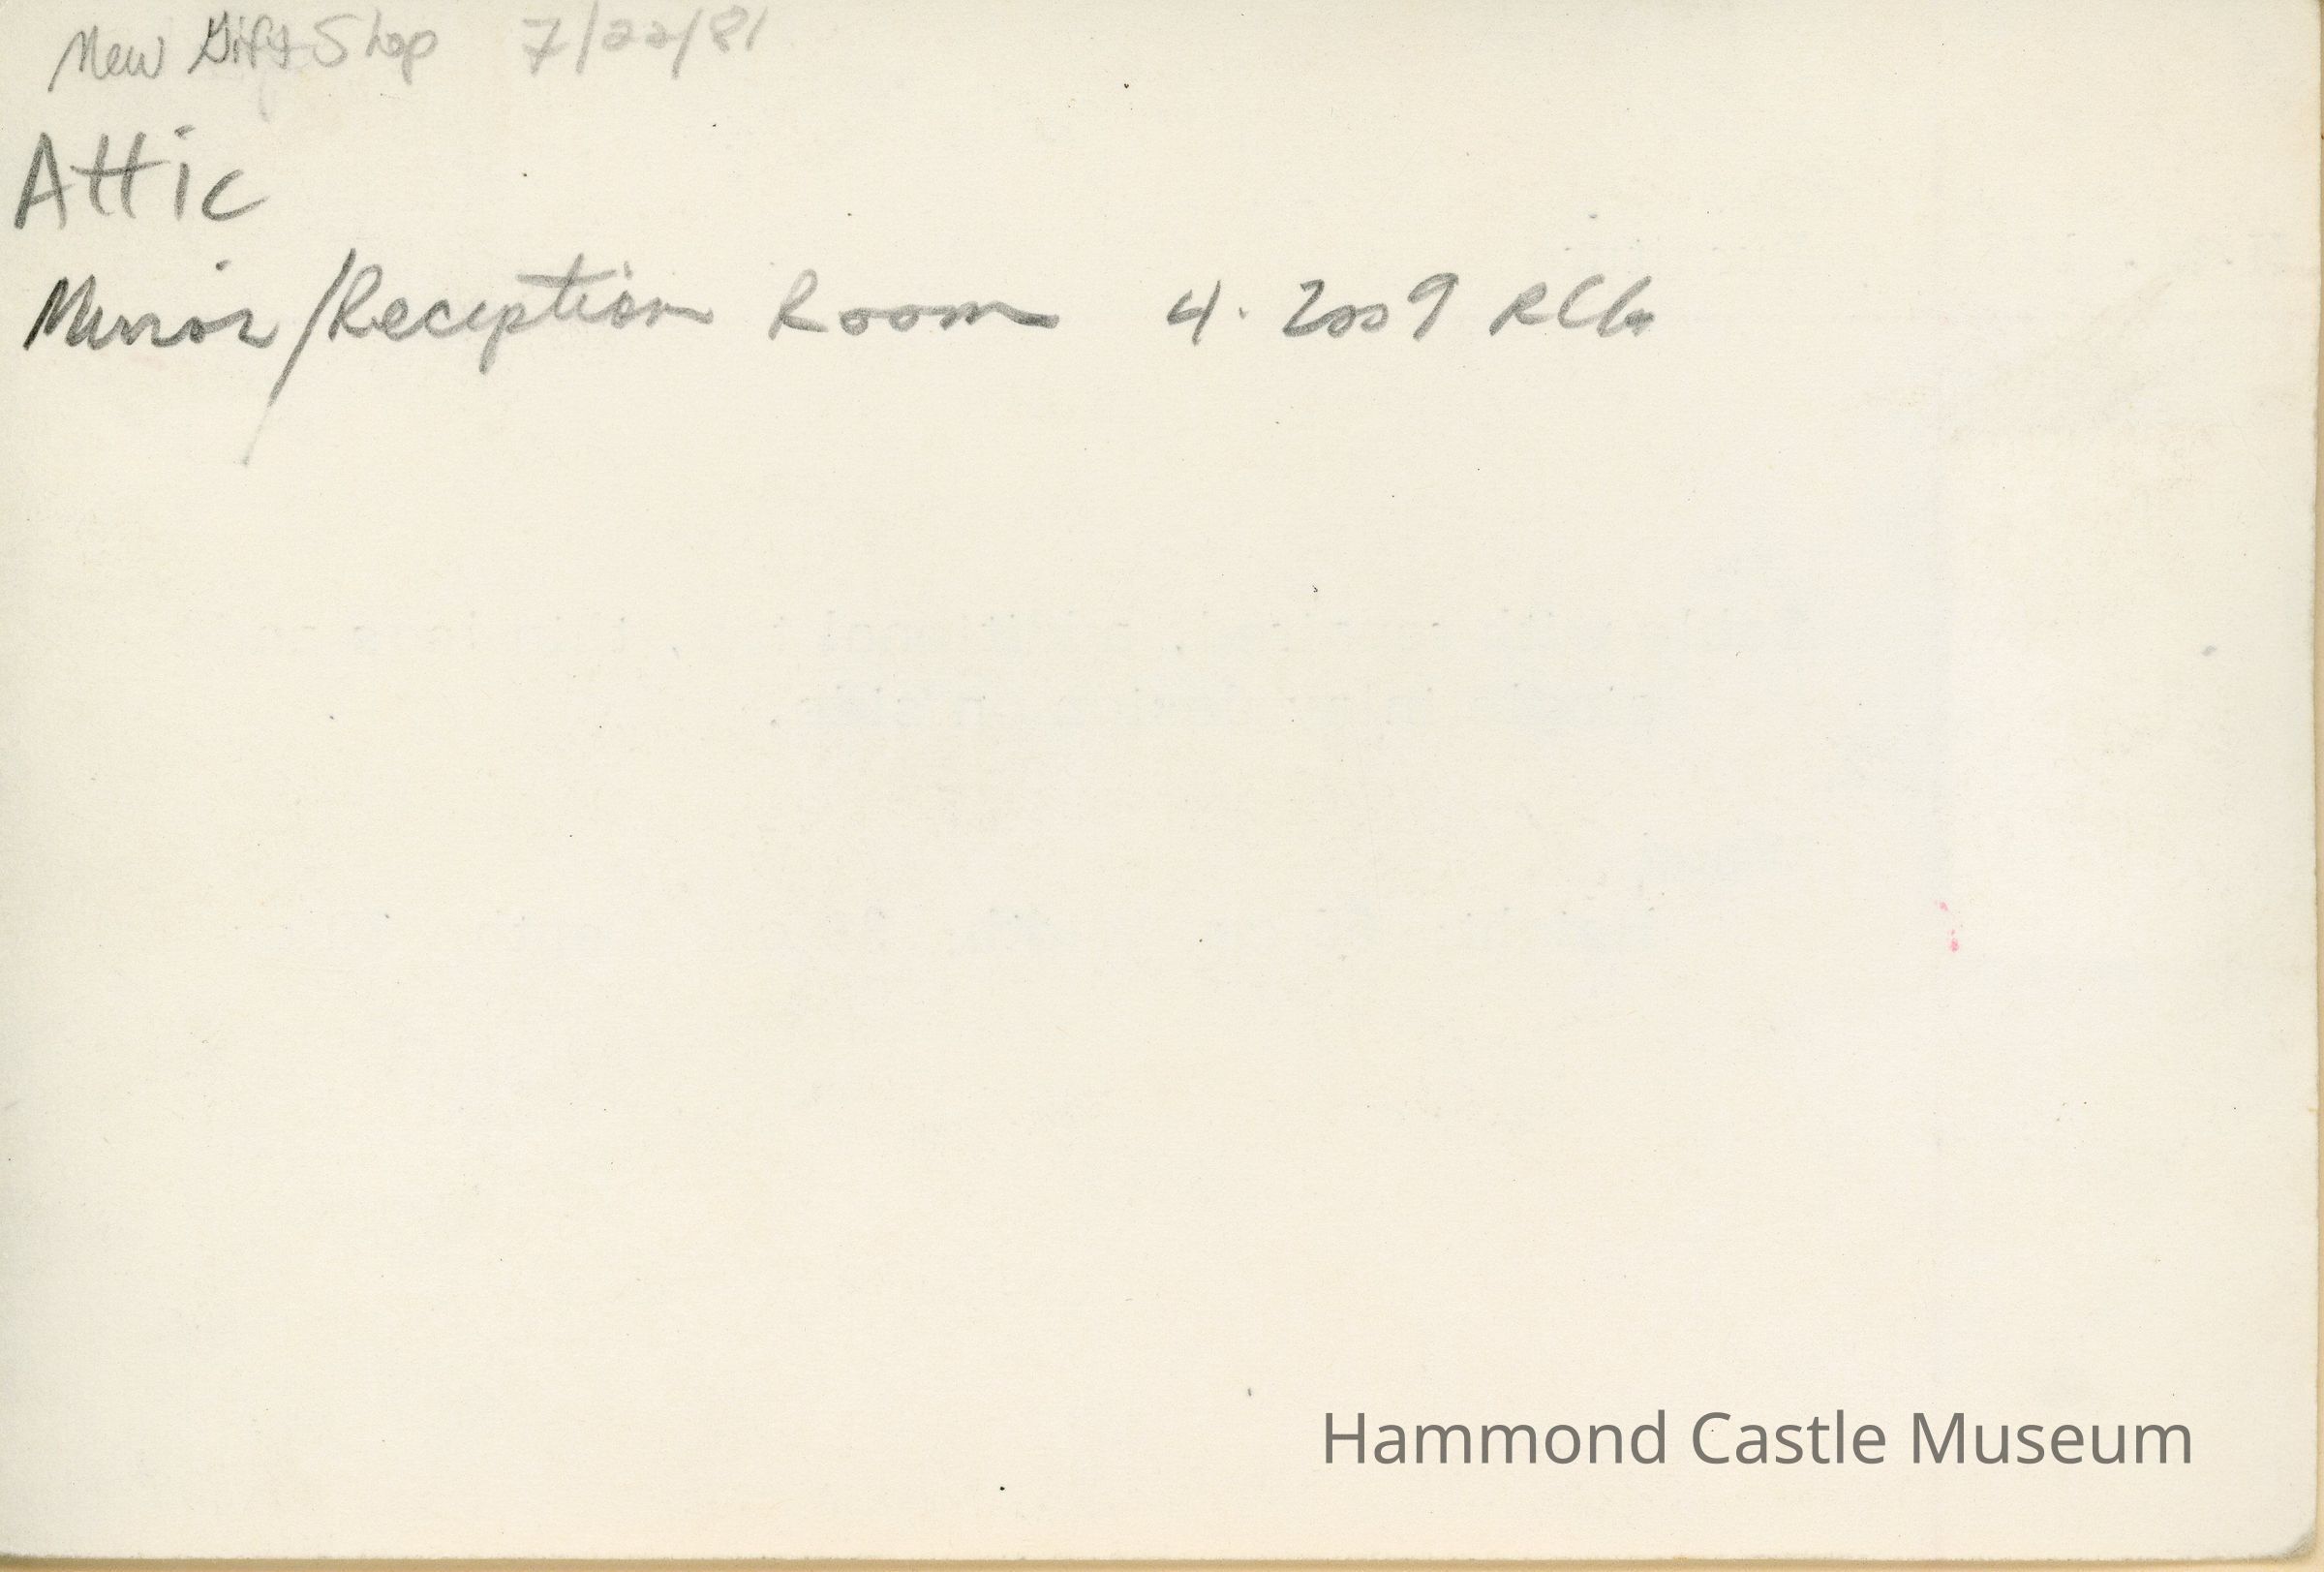 New Gift Shop 7/22/81
Attic
Mirror/Reception Room 4. 2009 RCG
Hammond Castle Museum